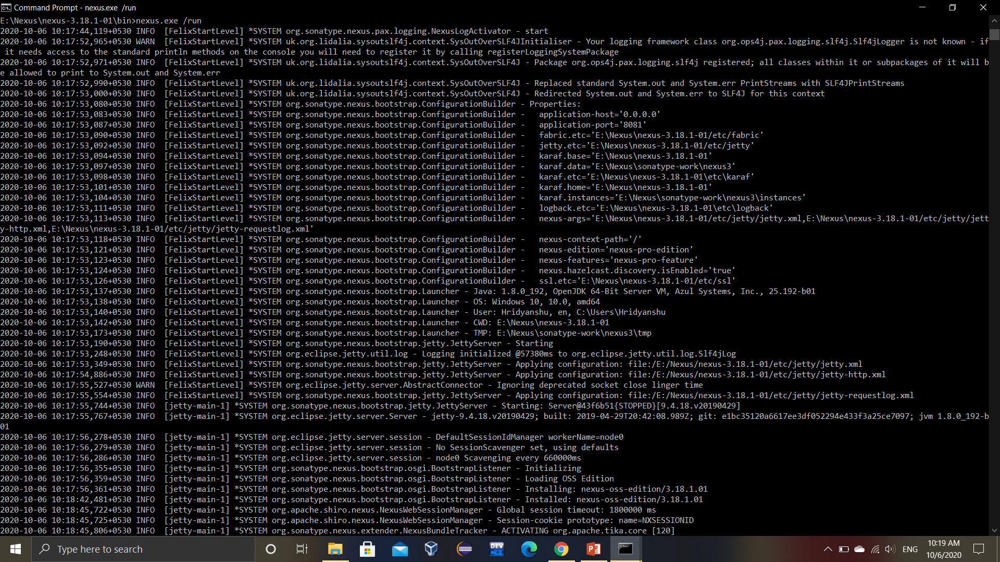 Command Prompt - nexus.exe  /run
E:\Nexus\nexus-3.18.1-01\bin>nexus.exe /run
2020-10-06 10:17:44,119+0530 INFO  [FelixStartLevel] *SYSTEM org.sonatype.nexus.pax.logging.NexusLogActivator - start
2020-10-06 10:17:52,965+0530 WARN  [FelixStartLevel] *SYSTEM uk.org.lidalia.sysoutslf4j.context.SysOutOverSLF4JInitialiser - Your logging framework class org.ops4j.pax.logging.slf4j.Slf4jLogger is not known - if
 it needs access to the standard println methods on the console you will need to register it by calling registerLoggingSystemPackage
2020-10-06 10:17:52,971+0530 INFO  [FelixStartLevel] *SYSTEM uk.org.lidalia.sysoutslf4j.context.SysOutOverSLF4J - Package org.ops4j.pax.logging.slf4j registered; all classes within it or subpackages of it will b
e allowed to print to System.out and System.err
2020-10-06 10:17:52,990+0530 INFO  [FelixStartLevel] *SYSTEM uk.org.lidalia.sysoutslf4j.context.SysOutOverSLF4J - Replaced standard System.out and System.err PrintStreams with SLF4JPrintStreams
2020-10-06 10:17:53,000+0530 INFO  [FelixStartLevel] *SYSTEM uk.org.lidalia.sysoutslf4j.context.SysOutOverSLF4J - Redirected System.out and System.err to SLF4J for this context
2020-10-06 10:17:53,080+0530 INFO  [FelixStartLevel] *SYSTEM org.sonatype.nexus.bootstrap.ConfigurationBuilder - Properties:
2020-10-06 10:17:53,083+0530 INFO  [FelixStartLevel] *SYSTEM org.sonatype.nexus.bootstrap.ConfigurationBuilder -   application-host='0.0.0.0'
2020-10-06 10:17:53,087+0530 INFO  [FelixStartLevel] *SYSTEM org.sonatype.nexus.bootstrap.ConfigurationBuilder -   application-port='8081'
2020-10-06 10:17:53,090+0530 INFO  [FelixStartLevel] *SYSTEM org.sonatype.nexus.bootstrap.ConfigurationBuilder -   fabric.etc='E:\Nexus\nexus-3.18.1-01/etc/fabric'
2020-10-06 10:17:53,092+0530 INFO  [FelixStartLevel] *SYSTEM org.sonatype.nexus.bootstrap.ConfigurationBuilder -   jetty.etc='E:\Nexus\nexus-3.18.1-01/etc/jetty'
2020-10-06 10:17:53,094+0530 INFO  [FelixStartLevel] *SYSTEM org.sonatype.nexus.bootstrap.ConfigurationBuilder -   karaf.base='E:\Nexus\nexus-3.18.1-01'
2020-10-06 10:17:53,097+0530 INFO  [FelixStartLevel] *SYSTEM org.sonatype.nexus.bootstrap.ConfigurationBuilder -   karaf.data='E:\Nexus\sonatype-work\nexus3'
2020-10-06 10:17:53,098+0530 INFO  [FelixStartLevel] *SYSTEM org.sonatype.nexus.bootstrap.ConfigurationBuilder -   karaf.etc='E:\Nexus\nexus-3.18.1-01\etc\karaf'
2020-10-06 10:17:53,101+0530 INFO  [FelixStartLevel] *SYSTEM org.sonatype.nexus.bootstrap.ConfigurationBuilder -   karaf.home='E:\Nexus\nexus-3.18.1-01'
2020-10-06 10:17:53,104+0530 INFO  [FelixStartLevel] *SYSTEM org.sonatype.nexus.bootstrap.ConfigurationBuilder -   karaf.instances='E:\Nexus\sonatype-work\nexus3\instances'
2020-10-06 10:17:53,111+0530 INFO  [FelixStartLevel] *SYSTEM org.sonatype.nexus.bootstrap.ConfigurationBuilder -   logback.etc='E:\Nexus\nexus-3.18.1-01\etc\logback'
2020-10-06 10:17:53,113+0530 INFO  [FelixStartLevel] *SYSTEM org.sonatype.nexus.bootstrap.ConfigurationBuilder -   nexus-args='E:\Nexus\nexus-3.18.1-01/etc/jetty/jetty.xml,E:\Nexus\nexus-3.18.1-01/etc/jetty/jett
y-http.xml,E:\Nexus\nexus-3.18.1-01/etc/jetty/jetty-requestlog.xml'
2020-10-06 10:17:53,118+0530 INFO  [FelixStartLevel] *SYSTEM org.sonatype.nexus.bootstrap.ConfigurationBuilder -   nexus-context-path='/'
2020-10-06 10:17:53,121+0530 INFO  [FelixStartLevel] *SYSTEM org.sonatype.nexus.bootstrap.ConfigurationBuilder -   nexus-edition='nexus-pro-edition'
2020-10-06 10:17:53,123+0530 INFO  [FelixStartLevel] *SYSTEM org.sonatype.nexus.bootstrap.ConfigurationBuilder -   nexus-features='nexus-pro-feature'
2020-10-06 10:17:53,124+0530 INFO  [FelixStartLevel] *SYSTEM org.sonatype.nexus.bootstrap.ConfigurationBuilder -   nexus.hazelcast.discovery.isEnabled='true'
2020-10-06 10:17:53,126+0530 INFO  [FelixStartLevel] *SYSTEM org.sonatype.nexus.bootstrap.ConfigurationBuilder -   ssl.etc='E:\Nexus\nexus-3.18.1-01/etc/ssl'
2020-10-06 10:17:53,137+0530 INFO  [FelixStartLevel] *SYSTEM org.sonatype.nexus.bootstrap.Launcher - Java: 1.8.0_192, OpenJDK 64-Bit Server VM, Azul Systems, Inc., 25.192-b01
2020-10-06 10:17:53,138+0530 INFO  [FelixStartLevel] *SYSTEM org.sonatype.nexus.bootstrap.Launcher - OS: Windows 10, 10.0, amd64
2020-10-06 10:17:53,140+0530 INFO  [FelixStartLevel] *SYSTEM org.sonatype.nexus.bootstrap.Launcher - User: Hridyanshu, en, C:\Users\Hridyanshu
2020-10-06 10:17:53,142+0530 INFO  [FelixStartLevel] *SYSTEM org.sonatype.nexus.bootstrap.Launcher - CWD: E:\Nexus\nexus-3.18.1-01
2020-10-06 10:17:53,173+0530 INFO  [FelixStartLevel] *SYSTEM org.sonatype.nexus.bootstrap.Launcher - TMP: E:\Nexus\sonatype-work\nexus3\tmp
2020-10-06 10:17:53,190+0530 INFO  [FelixStartLevel] *SYSTEM org.sonatype.nexus.bootstrap.jetty.JettyServer - Starting
2020-10-06 10:17:53,248+0530 INFO  [FelixStartLevel] *SYSTEM org.eclipse.jetty.util.log - Logging initialized @57380ms to org.eclipse.jetty.util.log.Slf4jLog
2020-10-06 10:17:53,349+0530 INFO  [FelixStartLevel] *SYSTEM org.sonatype.nexus.bootstrap.jetty.JettyServer - Applying configuration: file:/E:/Nexus/nexus-3.18.1-01/etc/jetty/jetty.xml
2020-10-06 10:17:54,886+0530 INFO  [FelixStartLevel] *SYSTEM org.sonatype.nexus.bootstrap.jetty.JettyServer - Applying configuration: file:/E:/Nexus/nexus-3.18.1-01/etc/jetty/jetty-http.xml
2020-10-06 10:17:55,527+0530 WARN  [FelixStartLevel] *SYSTEM org.eclipse.jetty.server.AbstractConnector - Ignoring deprecated socket close linger time
2020-10-06 10:17:55,554+0530 INFO  [FelixStartLevel] *SYSTEM org.sonatype.nexus.bootstrap.jetty.JettyServer - Applying configuration: file:/E:/Nexus/nexus-3.18.1-01/etc/jetty/jetty-requestlog.xml
2020-10-06 10:17:55,744+0530 INFO  [jetty-main-1] *SYSTEM org.sonatype.nexus.bootstrap.jetty.JettyServer - Starting: Server@43f6b51{STOPPED}[9.4.18.v20190429]
2020-10-06 10:17:55,767+0530 INFO  [jetty-main-1] *SYSTEM org.eclipse.jetty.server.Server - jetty-9.4.18.v20190429; built: 2019-04-29T20:42:08.989Z; git: e1bc35120a6617ee3df052294e433f3a25ce7097; jvm 1.8.0_192-b
01
2020-10-06 10:17:56,278+0530 INFO  [jetty-main-1] *SYSTEM org.eclipse.jetty.server.session - DefaultSessionIdManager workerName=node0
2020-10-06 10:17:56,279+0530 INFO  [jetty-main-1] *SYSTEM org.eclipse.jetty.server.session - No SessionScavenger set, using defaults
2020-10-06 10:17:56,286+0530 INFO  [jetty-main-1] *SYSTEM org.eclipse.jetty.server.session - node0 Scavenging every 660000ms
2020-10-06 10:17:56,355+0530 INFO  [jetty-main-1] *SYSTEM org.sonatype.nexus.bootstrap.osgi.BootstrapListener - Initializing
2020-10-06 10:17:56,359+0530 INFO  [jetty-main-1] *SYSTEM org.sonatype.nexus.bootstrap.osgi.BootstrapListener - Loading OSS Edition
2020-10-06 10:17:56,361+0530 INFO  [jetty-main-1] *SYSTEM org.sonatype.nexus.bootstrap.osgi.BootstrapListener - Installing: nexus-oss-edition/3.18.1.01
2020-10-06 10:18:42,481+0530 INFO  [jetty-main-1] *SYSTEM org.sonatype.nexus.bootstrap.osgi.BootstrapListener - Installed: nexus-oss-edition/3.18.1.01
2020-10-06 10:18:45,722+0530 INFO  [jetty-main-1] *SYSTEM org.apache.shiro.nexus.NexusWebSessionManager - Global session timeout: 1800000 ms
2020-10-06 10:18:45,725+0530 INFO  [jetty-main-1] *SYSTEM org.apache.shiro.nexus.NexusWebSessionManager - Session-cookie prototype: name=NXSESSIONID
2020-10-06 10:18:45,806+0530 INFO  [jetty-main-1] *SYSTEM org.sonatype.nexus.extender.NexusBundleTracker - ACTIVATING org.apache.tika.core [120]
Type here to search
DEV
C++
ENG
10:19 AM
10/6/2020